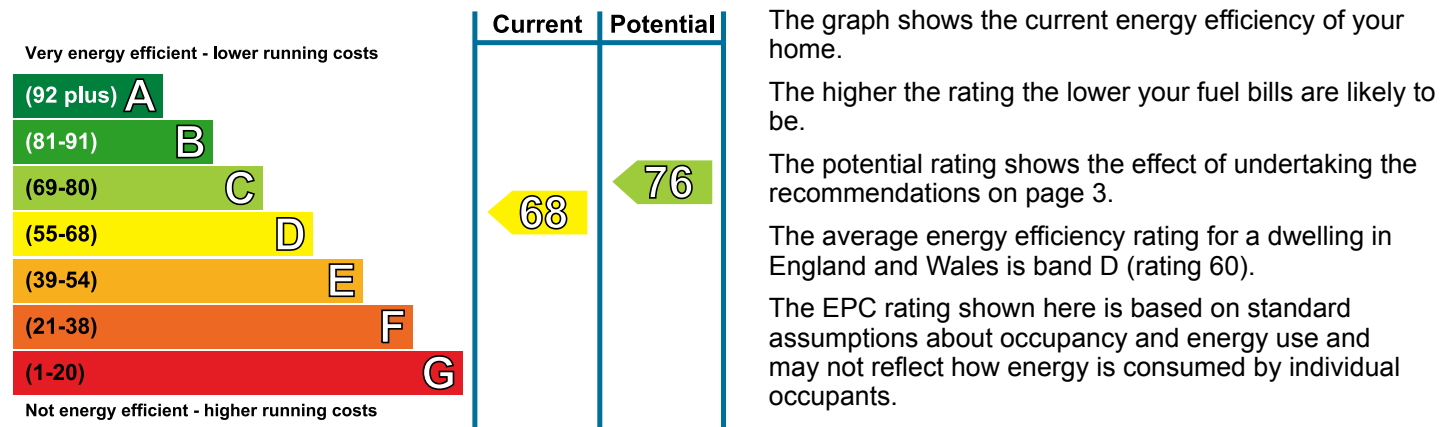 Current Potential
Very energy efficient - lower running costs
(92 plus) A
(81-91) B
(69-80) C
(55-68) D
(39-54) E
(21-38) F
(1-20) G
Not energy efficient - higher running costs
68
76
The graph shows the current energy efficiency of your
home.
The higher the rating the lower your fuel bills are likely to
be.
The potential rating shows the effect of undertaking the
recommendations on page 3.
The average energy efficiency rating for a dwelling in
England and Wales is band D (rating 60).
The EPC rating shown here is based on standard
assumptions about occupancy and energy use and
may not reflect how energy is consumed by individual
occupants.